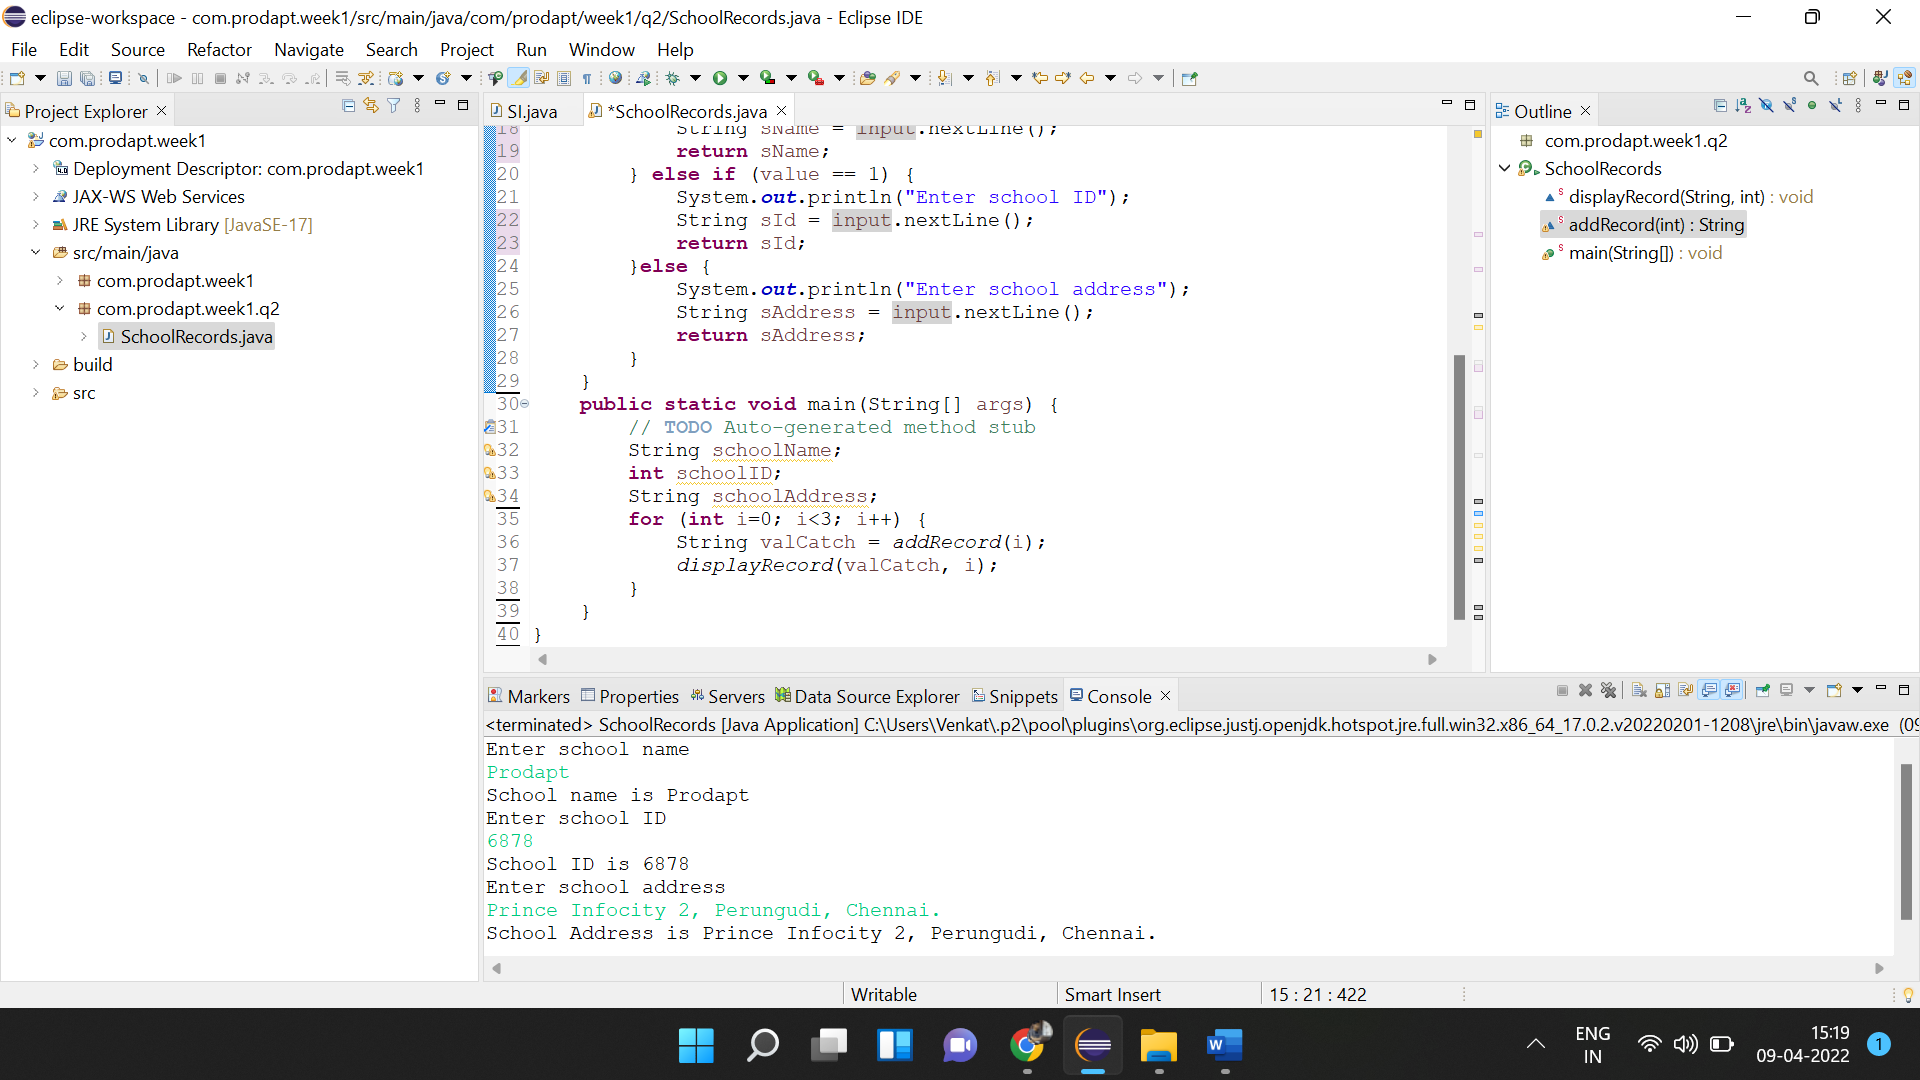 eclipse-workspace - com.prodapt.week1/src/main/java/com/prodapt/week1/q2/SchoolRecords.java - Eclipse IDE
File Edit Source Refactor Navigate Search Project Run Window Help
Project Explorer
com.prodapt.week1
Deployment Descriptor: com.prodapt.week1
JAX-WS Web Services
JRE System Library [JavaSE-17]
src/main/java
com.prodapt.week1
com.prodapt.week1.q2
SchoolRecords.java
build
src
SI.java *SchoolRecords.java
18 String sName = input.nextLine();
19 return sName;
20 } else if (value == 1) {
21 System.out.println("Enter school ID");
22 String sId = input.nextLine();
23 return sId;
24 }else {
25 System.out.println("Enter school address");
26 String sAddress = input.nextLine();
27 return sAddress;
28 }
29 }
30 public static void main(String[] args) {
31 // TODO Auto-generated method stub
32 String schoolName;
33 int schoolID;
34 String schoolAddress;
35 for (int i=0; i<3; i++) {
36 String valCatch = addRecord(i);
37 displayRecord(valCatch, i);
38 }
39 }
40 }
Outline
com.prodapt.week1.q2
SchoolRecords
displayRecord(String, int) : void
addRecord(int) : String
main(String[]) : void
Markers Properties Servers Data Source Explorer Snippets Console
<terminated> SchoolRecords [Java Application] C:\Users\Venkat\.p2\pool\plugins\org.eclipse.justj.openjdk.hotspot.jre.full.win32.x86_64_17.0.2.v20220201-1208\jre\bin\javaw.exe (09
Enter school name
Prodapt
School name is Prodapt
Enter school ID
6878
School ID is 6878
Enter school address
Prince Infocity 2, Perungudi, Chennai.
School Address is Prince Infocity 2, Perungudi, Chennai.
Writable Smart Insert 15 : 21 : 422
ENG
IN
15:19
09-04-2022
1